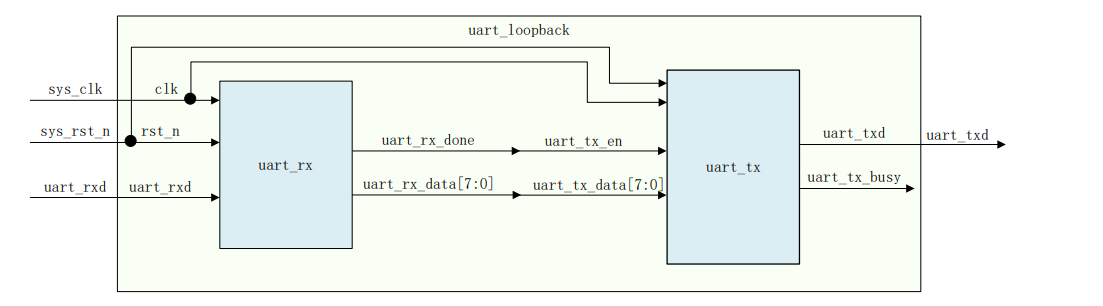 uart_loopback
sys_clk clk
sys_rst_n rst_n
uart_rxd uart_rxd
uart_rx
uart_rx_done uart_tx_en
uart_rx_data[7:0] uart_tx_data[7:0]
uart_tx
uart_txd uart_txd
uart_tx_busy